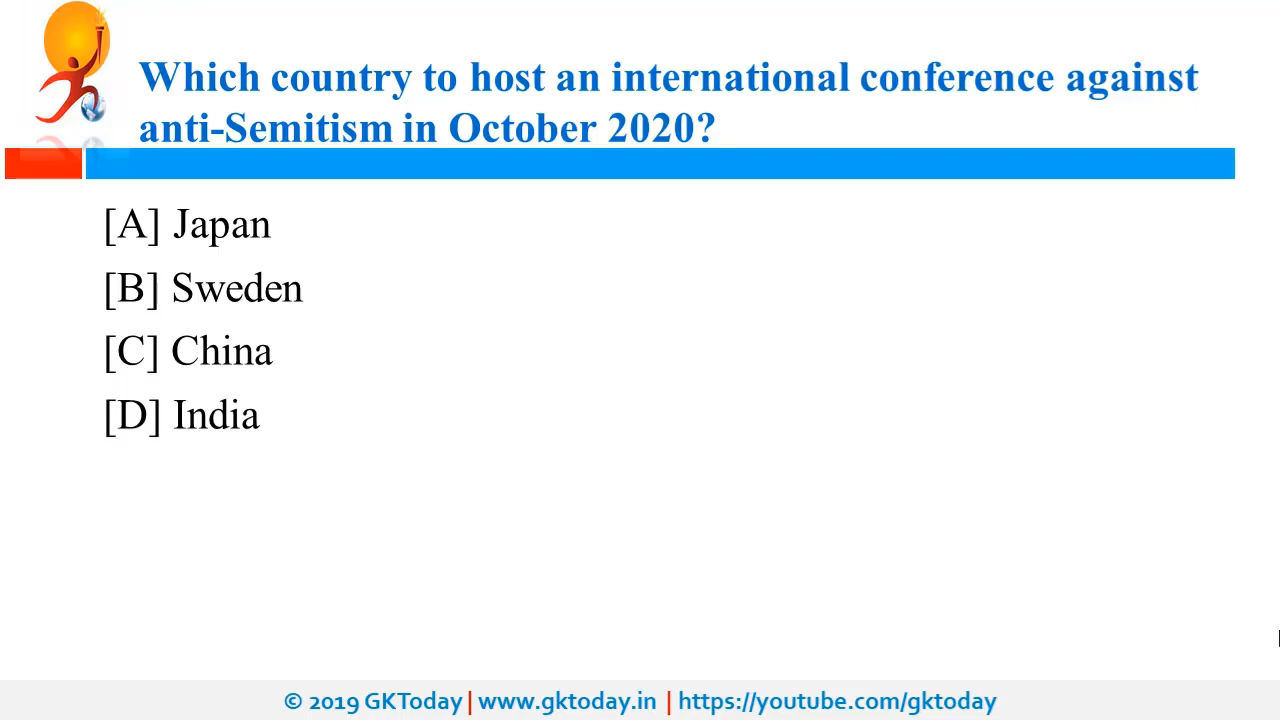 Which country to host an international conference against
anti-Semitism in October 2020?
[A] Japan
[B] Sweden
[C] China
[D] India
© 2019 GKToday | www.gktoday.in | https://youtube.com/gktoday